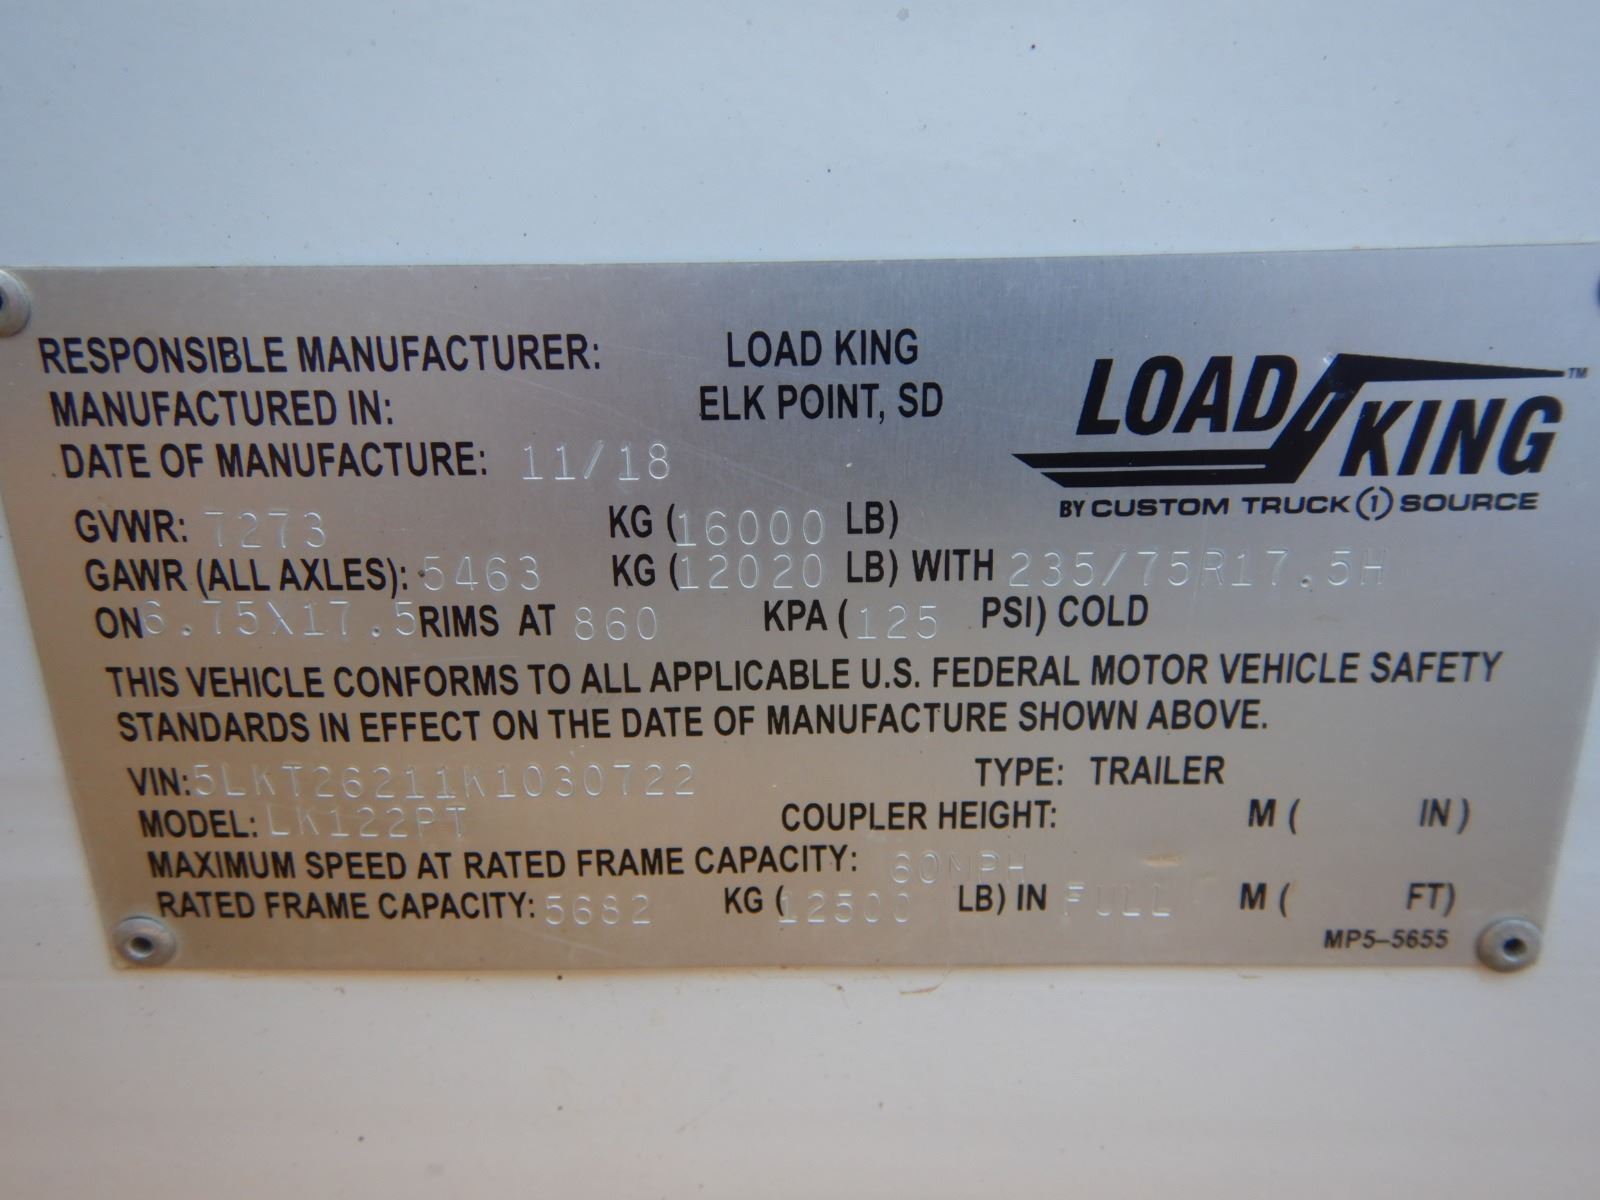 RESPONSIBLE MANUFACTURER: LOAD KING
MANUFACTURED IN: ELK POINT, SD
LOAD KING™
BY CUSTOM TRUCK 1 SOURCE
DATE OF MANUFACTURE: 11/18
GVWR: 7273 KG (16000 LB)
GAWR (ALL AXLES): 5463 KG (12020 LB) WITH 235/75R17.5H
ON 6.75X17.5 RIMS AT 860 KPA (125 PSI) COLD
THIS VEHICLE CONFORMS TO ALL APPLICABLE U.S. FEDERAL MOTOR VEHICLE SAFETY
STANDARDS IN EFFECT ON THE DATE OF MANUFACTURE SHOWN ABOVE.
VIN: 5LKT26211K1030722 TYPE: TRAILER
MODEL: LK122PT COUPLER HEIGHT: M ( IN )
MAXIMUM SPEED AT RATED FRAME CAPACITY: 60MPH
RATED FRAME CAPACITY: 5682 KG (12500 LB) IN FULL M ( FT)
MP5-5655